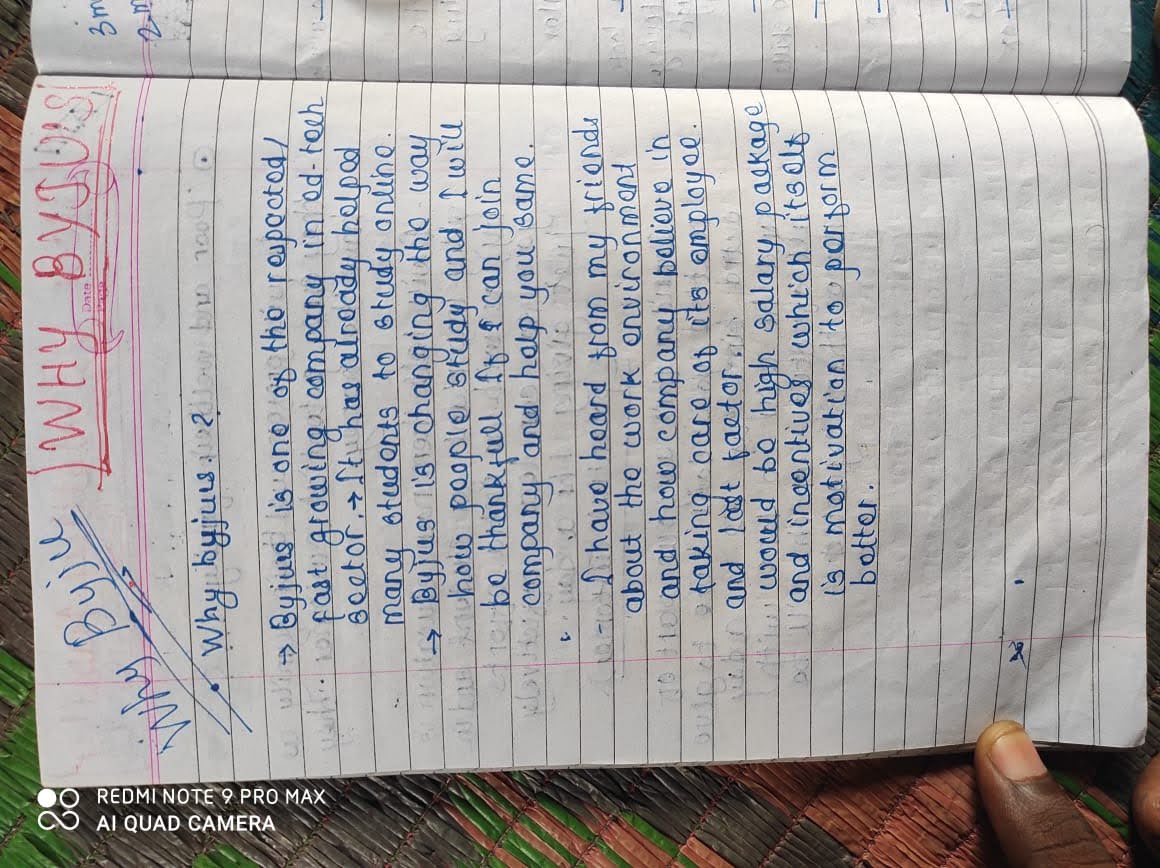 WHY BYJU'S
Why Byju
Date
• Why byjus. ?
→ Byjus is one of the respected/
fast growing company in ed-tech
sector. → It has already helped
many students to study online.
→ Byjus is changing the way
how people study and I will
be thankfull If I can join
company and help you same.
- I have heard from my friends
about the work environment
and how company believe in
taking care of its employee.
and last factor.
would be high salary package
and incentives which itself
is motivation to perform
better.
3m
2m
REDMI NOTE 9 PRO MAX
AI QUAD CAMERA